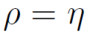 ρ = η